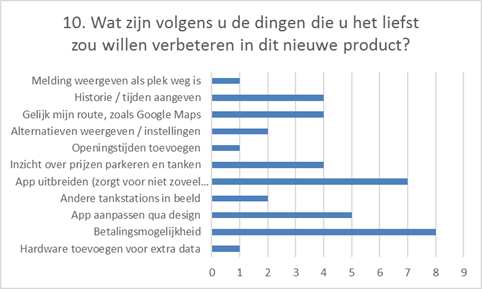 10. Wat zijn volgens u de dingen die u het liefst
zou willen verbeteren in dit nieuwe product?
Melding weergeven als plek weg is
Historie / tijden aangeven
Gelijk mijn route, zoals Google Maps
Alternatieven weergeven / instellingen
Openingstijden toevoegen
Inzicht over prijzen parkeren en tanken
App uitbreiden (zorgt voor niet zoveel...
Andere tankstations in beeld
App aanpassen qua design
Betalingsmogelijkheid
Hardware toevoegen voor extra data
0 1 2 3 4 5 6 7 8 9